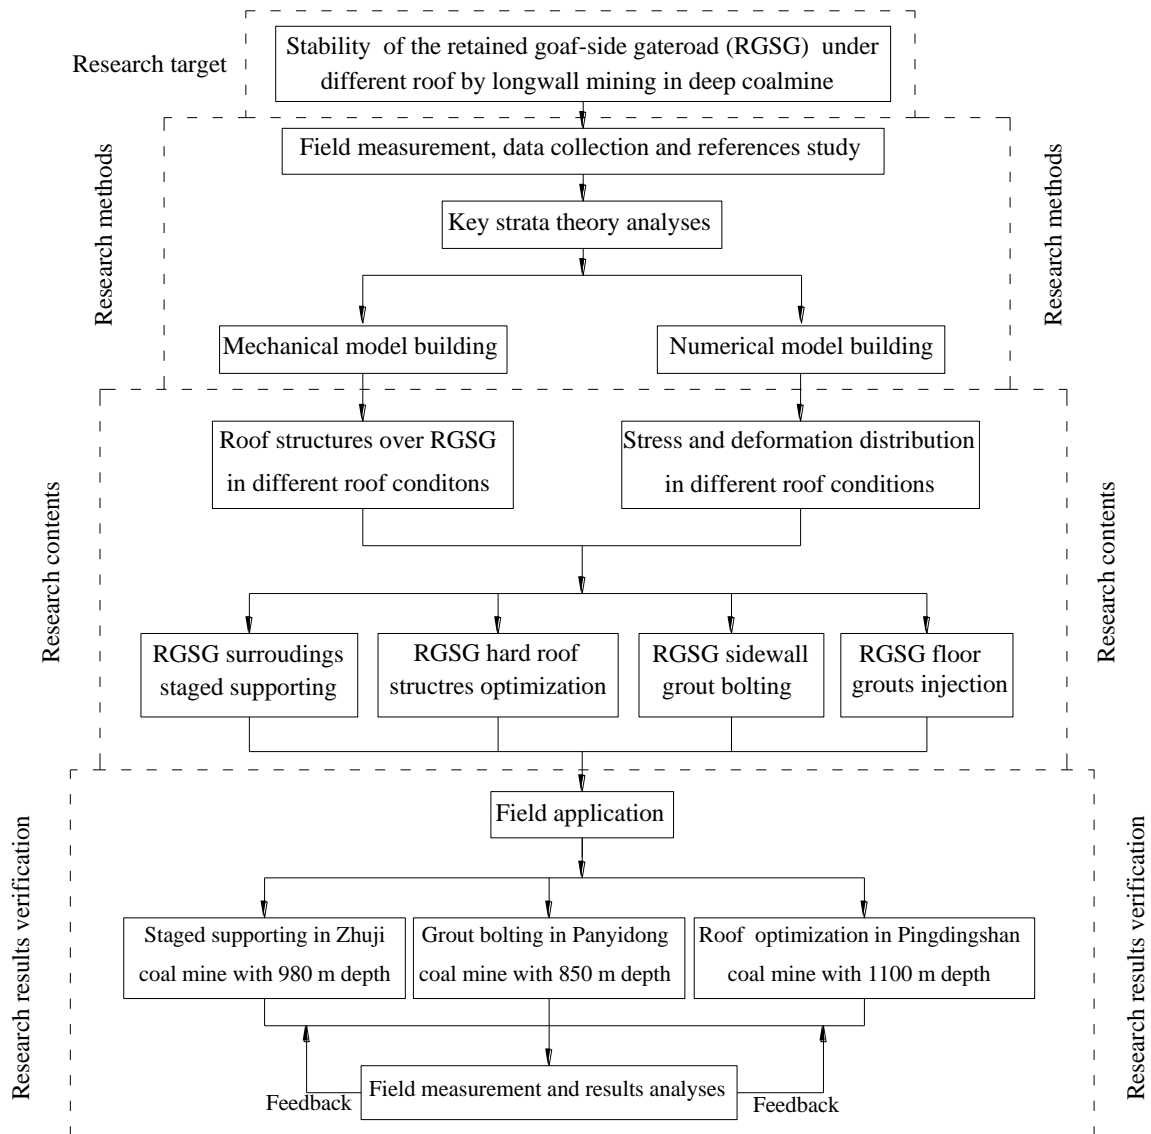 Research target
Stability of the retained goaf-side gateroad (RGSG) under
different roof by longwall mining in deep coalmine
Research methods
Research methods
Field measurement, data collection and references study
Key strata theory analyses
Mechanical model building
Numerical model building
Research contents
Research contents
Roof structures over RGSG
in different roof conditons
Stress and deformation distribution
in different roof conditions
RGSG surroudings
staged supporting
RGSG hard roof
structres optimization
RGSG sidewall
grout bolting
RGSG floor
grouts injection
Research results verification
Research results verification
Field application
Staged supporting in Zhuji
coal mine with 980 m depth
Grout bolting in Panyidong
coal mine with 850 m depth
Roof optimization in Pingdingshan
coal mine with 1100 m depth
Feedback
Field measurement and results analyses
Feedback